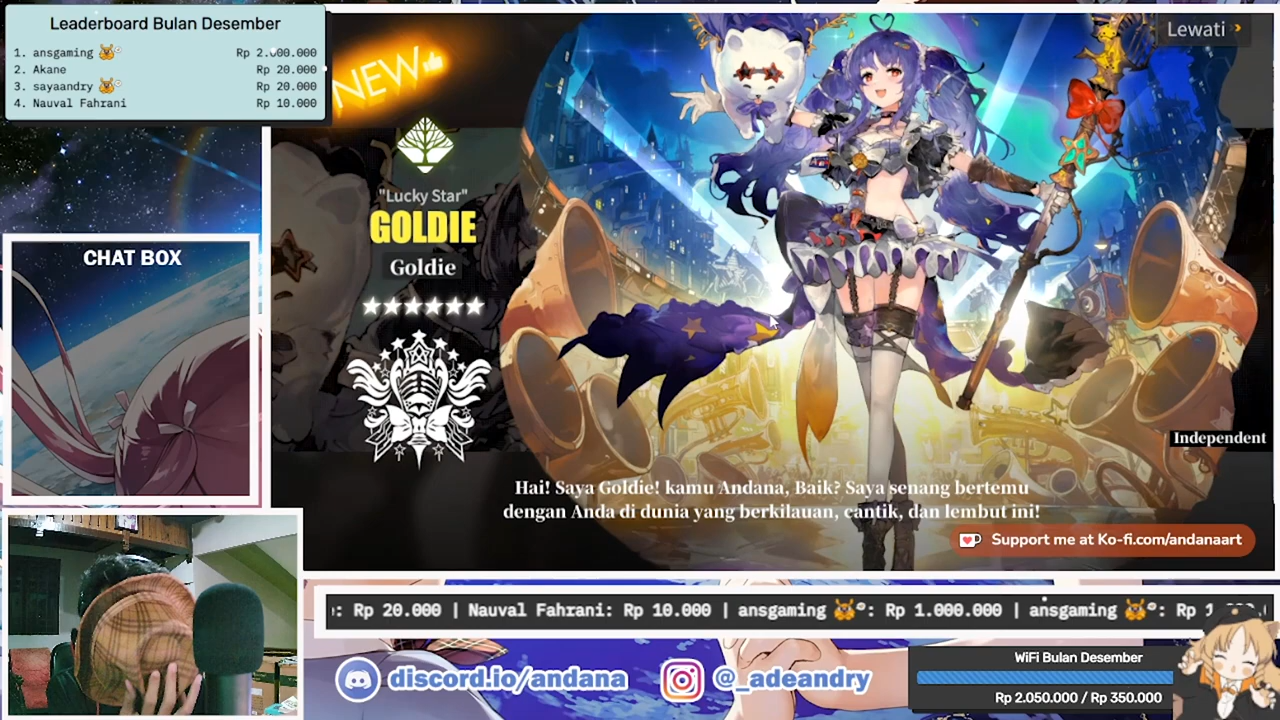 Leaderboard Bulan Desember
1. ansgaming Rp 2.000.000
2. Akane Rp 20.000
3. sayaandry Rp 20.000
4. Nauval Fahrani Rp 10.000
NEW
Lewati
"Lucky Star"
GOLDIE
Goldie
CHAT BOX
Independent
Hai! Saya Goldie! kamu Andana, Baik? Saya senang bertemu
dengan Anda di dunia yang berkilauan, cantik, dan lembut ini!
Support me at Ko-fi.com/andanaart
: Rp 20.000 | Nauval Fahrani: Rp 10.000 | ansgaming : Rp 1.000.000 | ansgaming : Rp
discord.io/andana
@_adeandry
WiFi Bulan Desember
Rp 2.050.000 / Rp 350.000